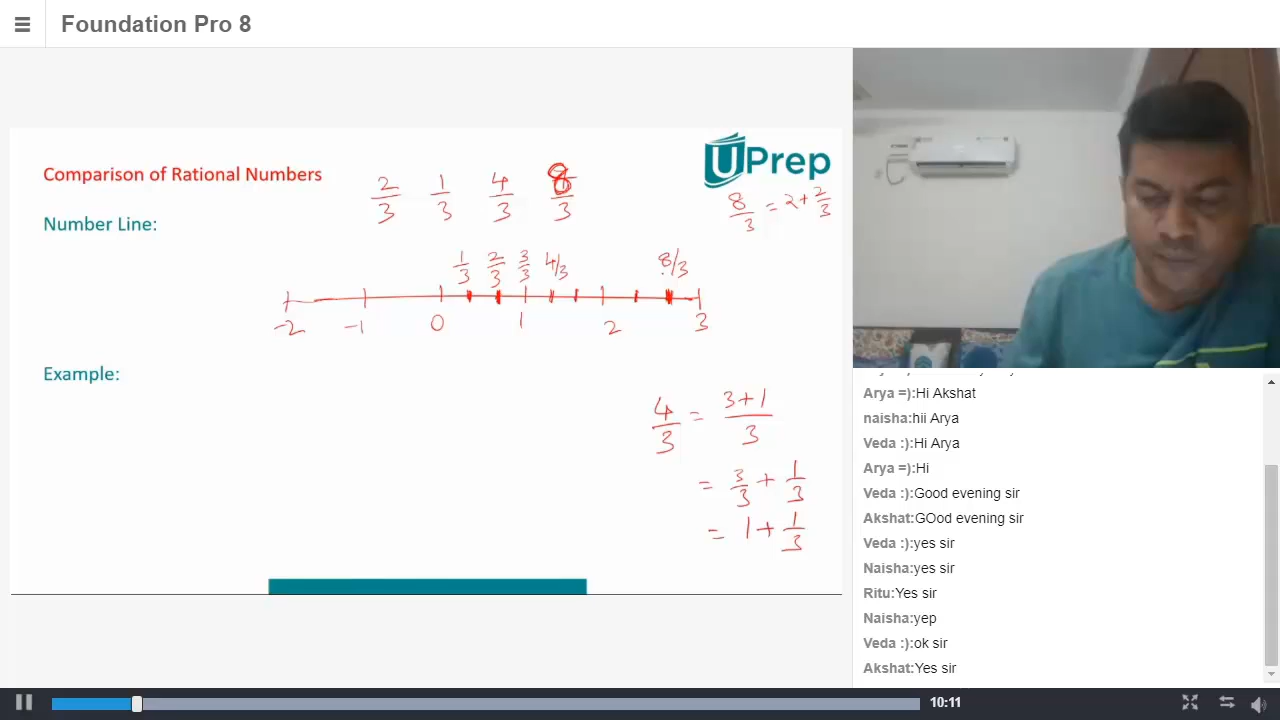 Foundation Pro 8
Comparison of Rational Numbers
2/3 1/3 4/3 8/3
UPrep
8/3 = 2 + 2/3
Number Line:
1/3 2/3 3/3 4/3 8/3
-2 -1 0 1 2 3
Example:
4/3 = 3+1/3
= 3/3 + 1/3
= 1 + 1/3
Arya =):Hi Akshat
naisha:hii Arya
Veda :):Hi Arya
Arya =):Hi
Veda :):Good evening sir
Akshat:GOod evening sir
Veda :):yes sir
Naisha:yes sir
Ritu:Yes sir
Naisha:yep
Veda :):ok sir
Akshat:Yes sir
10:11